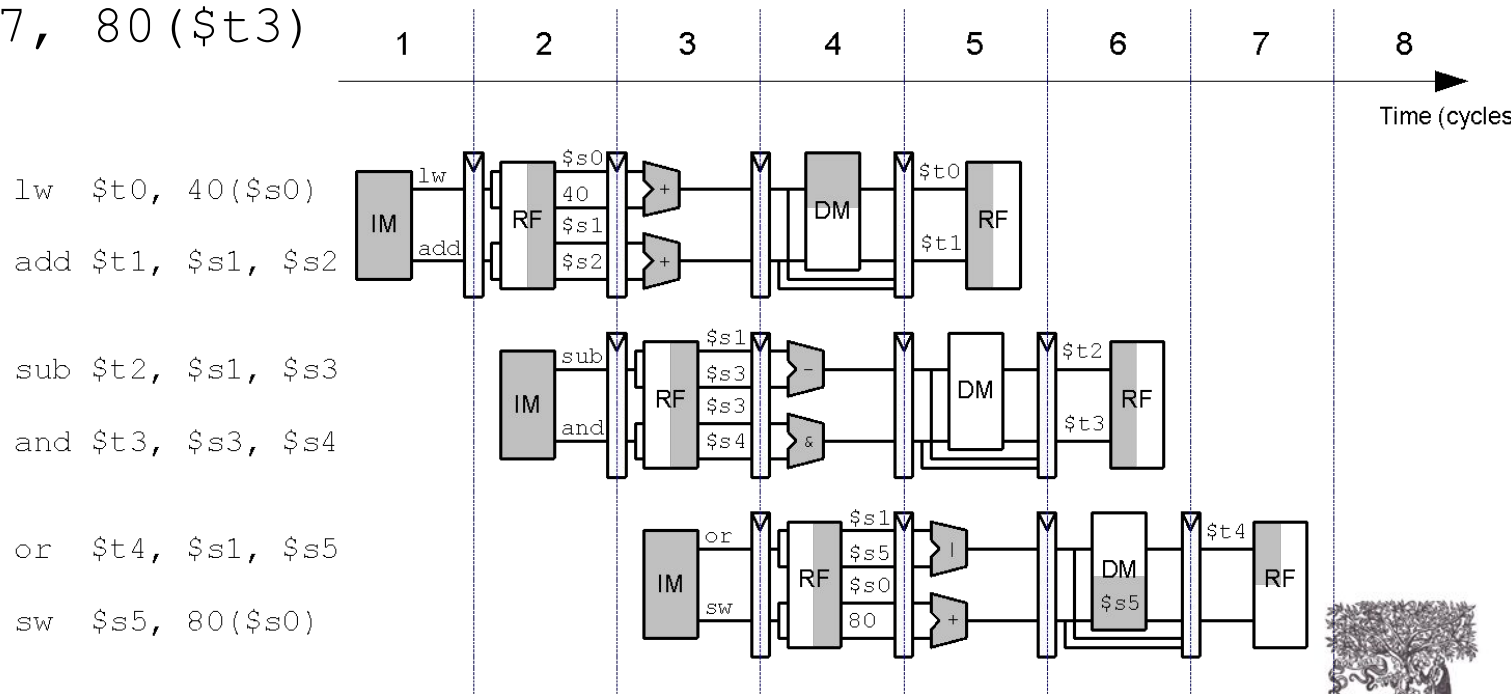 7, 80($t3)
1 2 3 4 5 6 7 8
Time (cycles
lw $t0, 40($s0)
add $t1, $s1, $s2
IM
lw
add
RF
$s0
40
$s1
$s2
+
+
DM
$t0
$t1
RF
sub $t2, $s1, $s3
and $t3, $s3, $s4
IM
sub
and
RF
$s1
$s3
$s3
$s4
-
&
DM
$t2
$t3
RF
or $t4, $s1, $s5
sw $s5, 80($s0)
IM
or
sw
RF
$s1
$s5
$s0
80
|
+
DM
$s5
$t4
RF